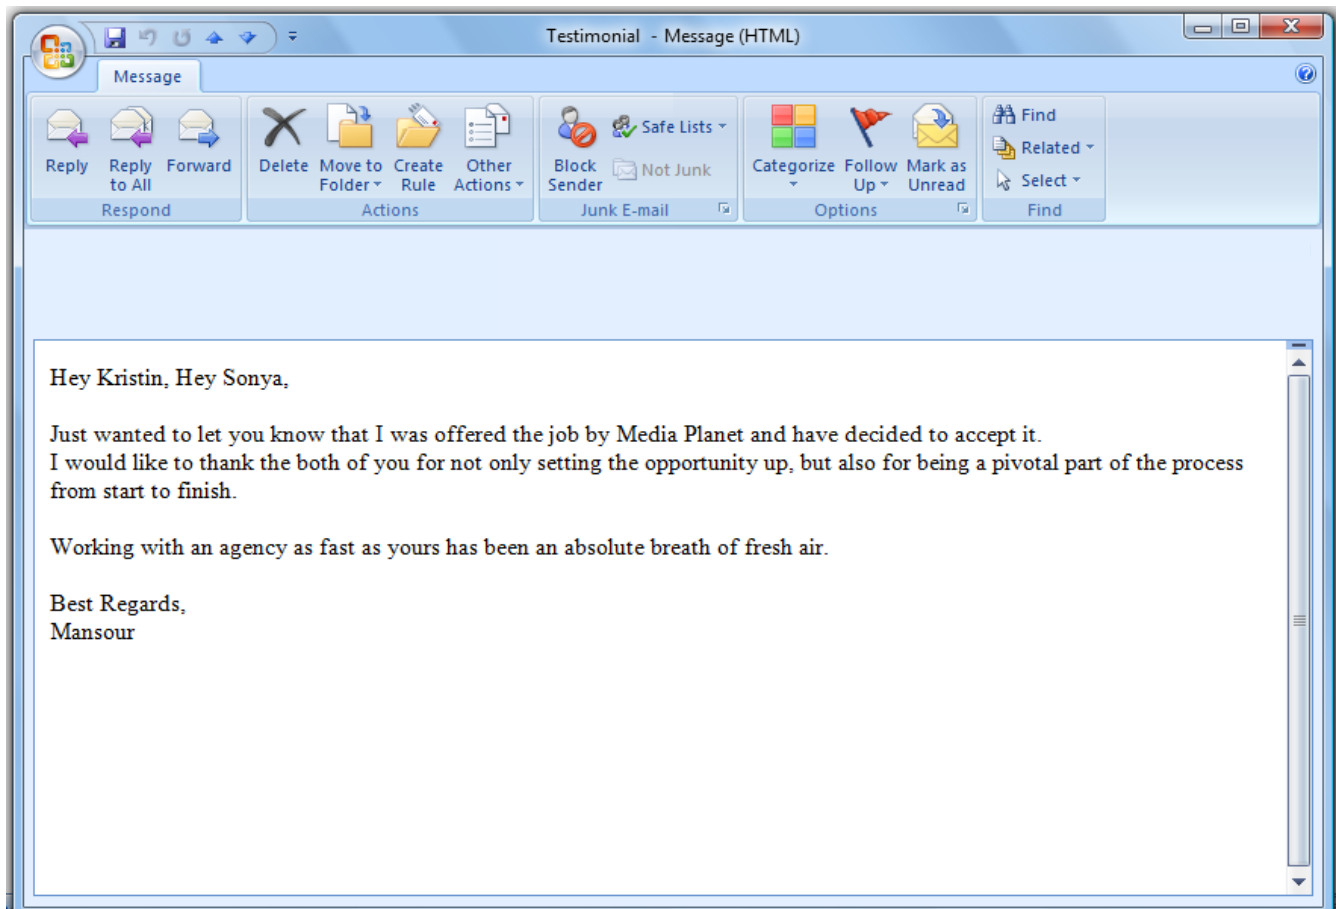 Testimonial - Message (HTML)
Message
Reply
Reply to All
Forward
Respond
Delete
Move to Folder
Create Rule
Other Actions
Actions
Block Sender
Safe Lists
Not Junk
Junk E-mail
Categorize
Follow Up
Mark as Unread
Options
Find
Related
Select
Find
Hey Kristin, Hey Sonya,
Just wanted to let you know that I was offered the job by Media Planet and have decided to accept it.
I would like to thank the both of you for not only setting the opportunity up, but also for being a pivotal part of the process
from start to finish.
Working with an agency as fast as yours has been an absolute breath of fresh air.
Best Regards,
Mansour